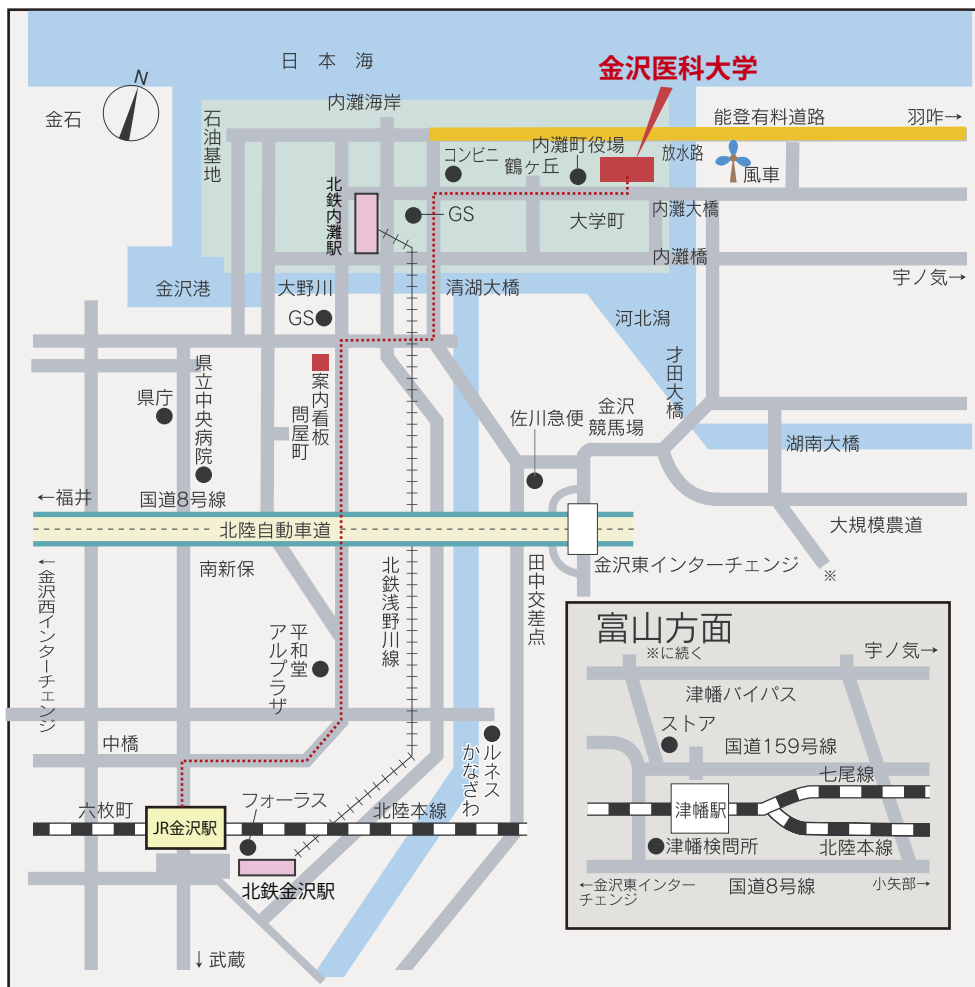 日本海
N
金沢医科大学
金石
石油基地
内灘海岸
能登有料道路
羽咋→
コンビニ
内灘町役場
鶴ヶ丘
放水路
風車
北鉄内灘駅
GS
大学町
内灘大橋
内灘橋
宇ノ気→
金沢港
大野川
清湖大橋
GS
河北潟
県立中央病院
案内看板
才田大橋
県庁
問屋町
佐川急便
金沢
競馬場
湖南大橋
←福井
国道8号線
北陸自動車道
大規模農道
←金沢西インターチェンジ
南新保
北鉄浅野川線
田中交差点
金沢東インターチェンジ
※
平和堂
アルプラザ
富山方面
※に続く
宇ノ気→
津幡バイパス
ストア
国道159号線
七尾線
津幡駅
北陸本線
津幡検問所
←金沢東インター
チェンジ
国道8号線
小矢部→
中橋
ルネス
かなざわ
六枚町
JR金沢駅
フォーラス
北陸本線
北鉄金沢駅
↓武蔵